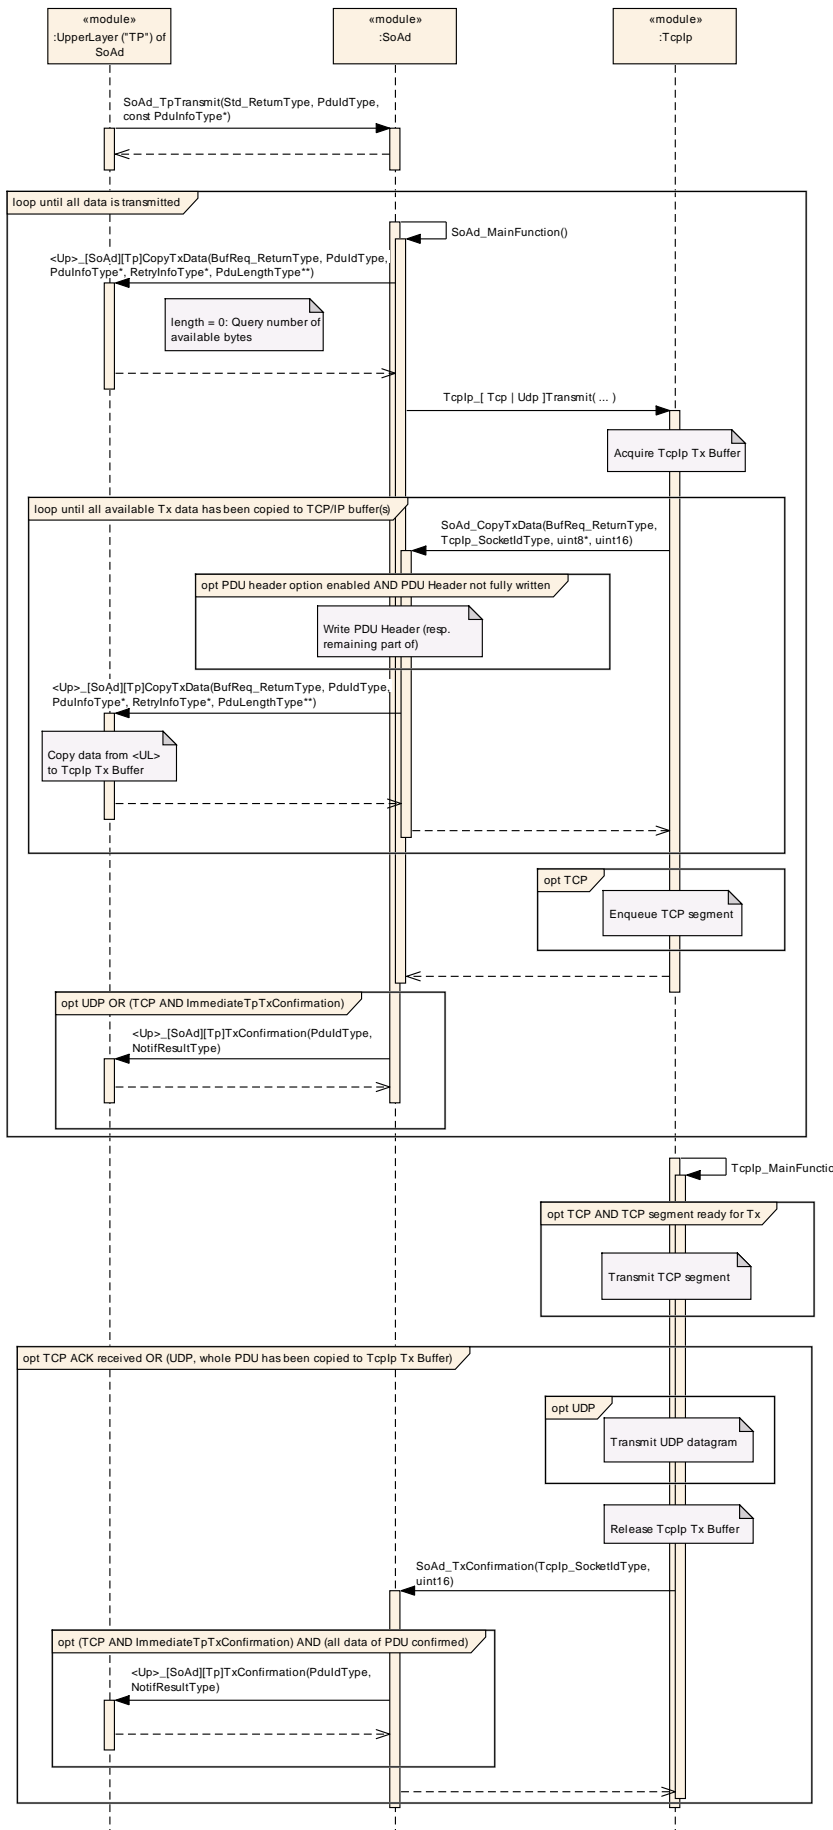 «module»
:UpperLayer ("TP") of
SoAd
«module»
:SoAd
«module»
:TcpIp
SoAd_TpTransmit(Std_ReturnType, PduIdType,
const PduInfoType*)
loop until all data is transmitted
SoAd_MainFunction()
<Up>_[SoAd][Tp]CopyTxData(BufReq_ReturnType, PduIdType,
PduInfoType*, RetryInfoType*, PduLengthType**)
length = 0: Query number of
available bytes
TcpIp_[ Tcp | Udp ]Transmit( ... )
Acquire TcpIp Tx Buffer
loop until all available Tx data has been copied to TCP/IP buffer(s)
SoAd_CopyTxData(BufReq_ReturnType,
TcpIp_SocketIdType, uint8*, uint16)
opt PDU header option enabled AND PDU Header not fully written
Write PDU Header (resp.
remaining part of)
<Up>_[SoAd][Tp]CopyTxData(BufReq_ReturnType, PduIdType,
PduInfoType*, RetryInfoType*, PduLengthType**)
Copy data from <UL>
to TcpIp Tx Buffer
opt TCP
Enqueue TCP segment
opt UDP OR (TCP AND ImmediateTpTxConfirmation)
<Up>_[SoAd][Tp]TxConfirmation(PduIdType,
NotifResultType)
TcpIp_MainFunctio
opt TCP AND TCP segment ready for Tx
Transmit TCP segment
opt TCP ACK received OR (UDP, whole PDU has been copied to TcpIp Tx Buffer)
opt UDP
Transmit UDP datagram
Release TcpIp Tx Buffer
SoAd_TxConfirmation(TcpIp_SocketIdType,
uint16)
opt (TCP AND ImmediateTpTxConfirmation) AND (all data of PDU confirmed)
<Up>_[SoAd][Tp]TxConfirmation(PduIdType,
NotifResultType)